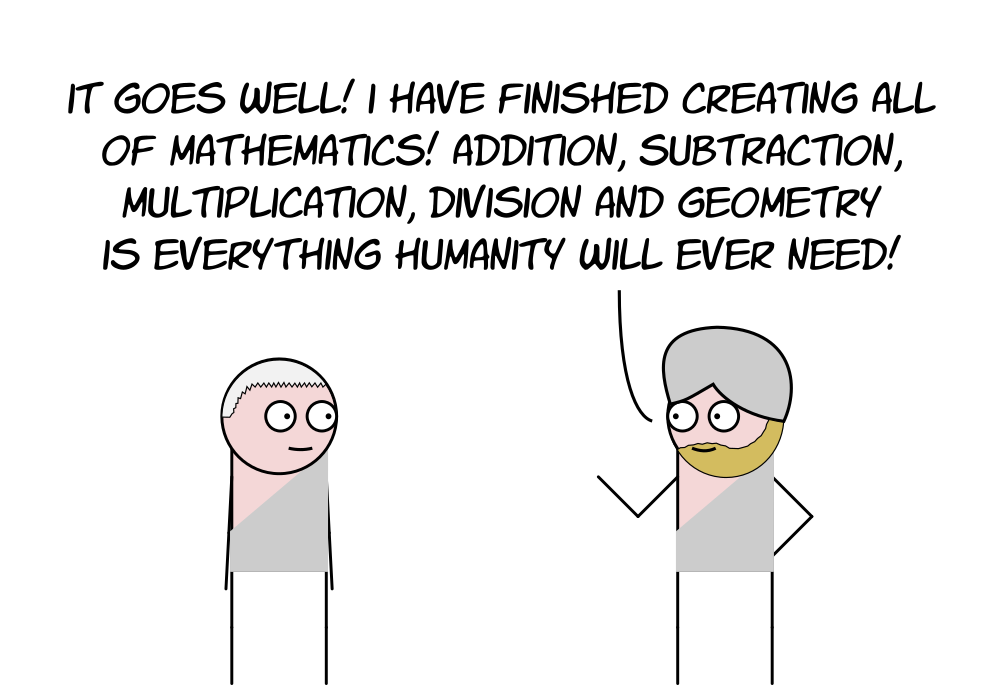 IT GOES WELL! I HAVE FINISHED CREATING ALL
OF MATHEMATICS! ADDITION, SUBTRACTION,
MULTIPLICATION, DIVISION AND GEOMETRY
IS EVERYTHING HUMANITY WILL EVER NEED!